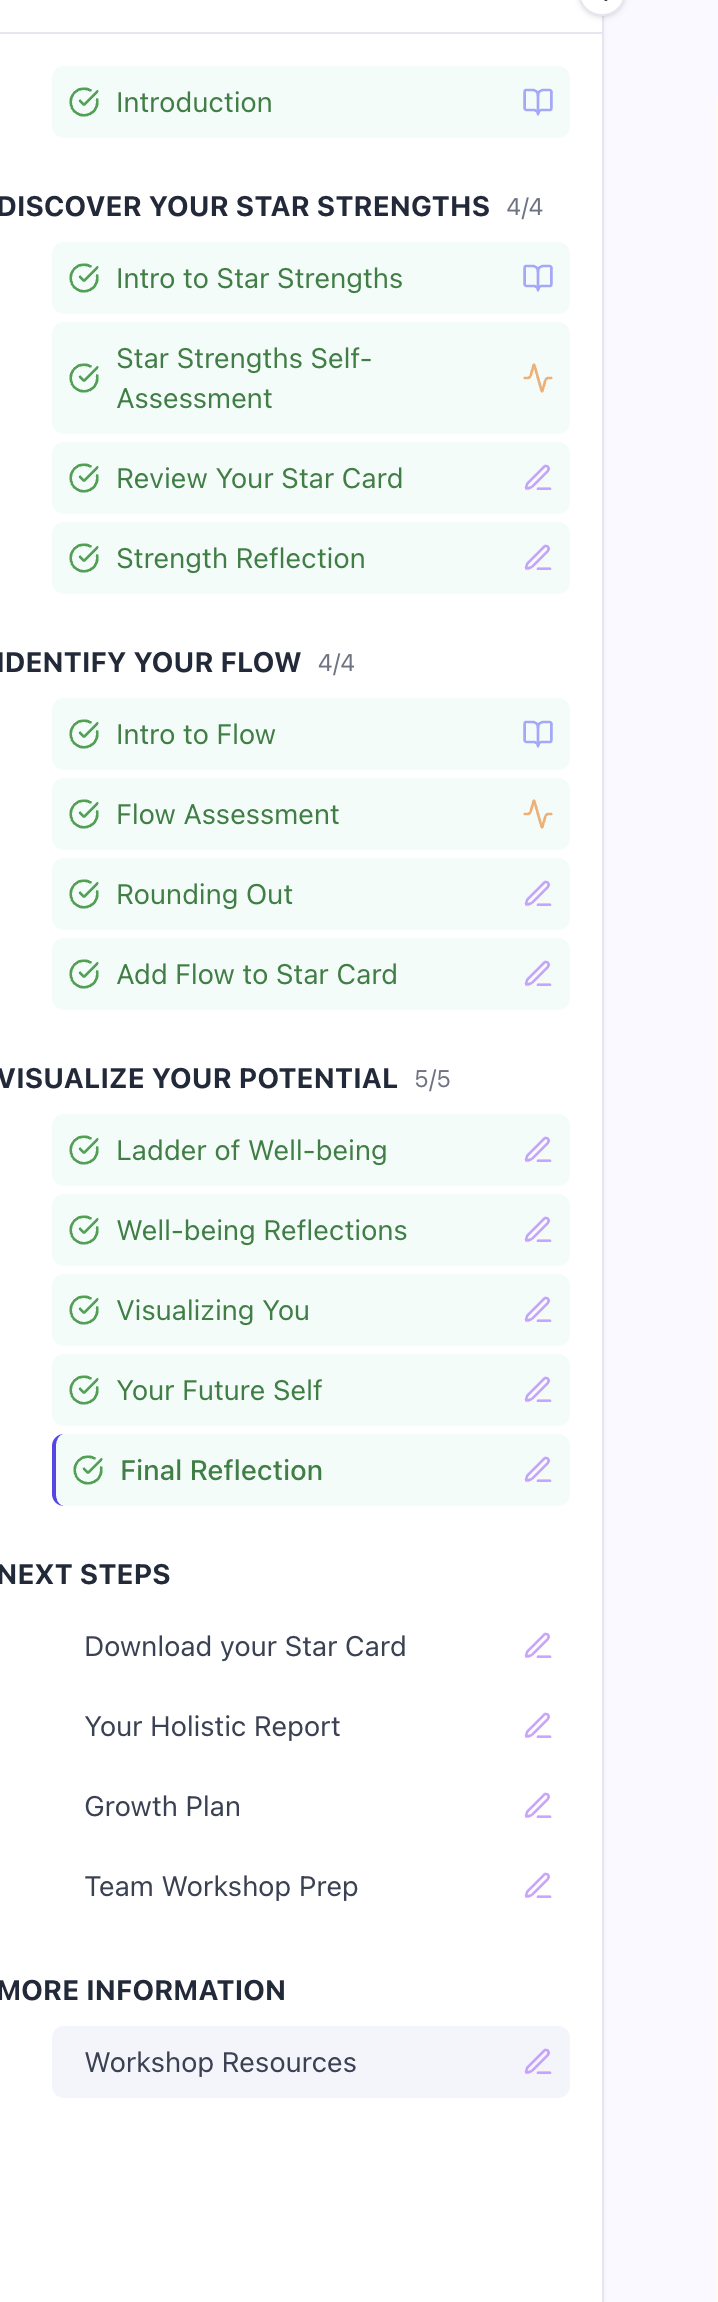 Introduction
DISCOVER YOUR STAR STRENGTHS 4/4
Intro to Star Strengths
Star Strengths Self-
Assessment
Review Your Star Card
Strength Reflection
IDENTIFY YOUR FLOW 4/4
Intro to Flow
Flow Assessment
Rounding Out
Add Flow to Star Card
VISUALIZE YOUR POTENTIAL 5/5
Ladder of Well-being
Well-being Reflections
Visualizing You
Your Future Self
Final Reflection
NEXT STEPS
Download your Star Card
Your Holistic Report
Growth Plan
Team Workshop Prep
MORE INFORMATION
Workshop Resources